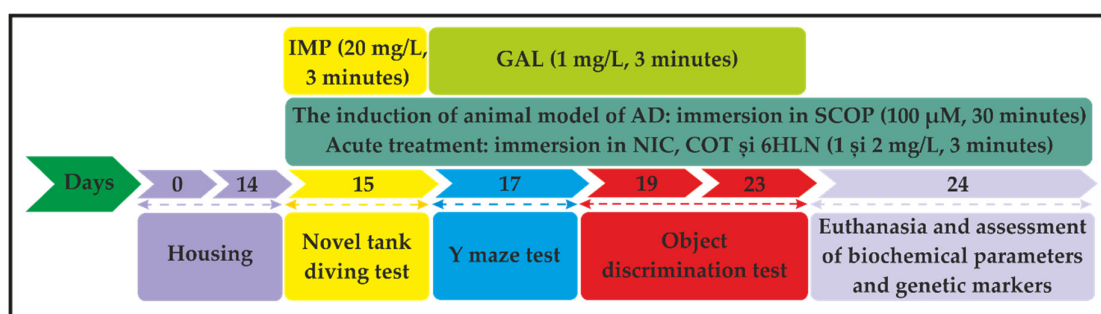 IMP (20 mg/L,
3 minutes)
GAL (1 mg/L, 3 minutes)
The induction of animal model of AD: immersion in SCOP (100 μM, 30 minutes)
Acute treatment: immersion in NIC, COT și 6HLN (1 și 2 mg/L, 3 minutes)
Days
0
14
15
17
19
23
24
Housing
Novel tank
diving test
Y maze test
Object
discrimination test
Euthanasia and assessment
of biochemical parameters
and genetic markers